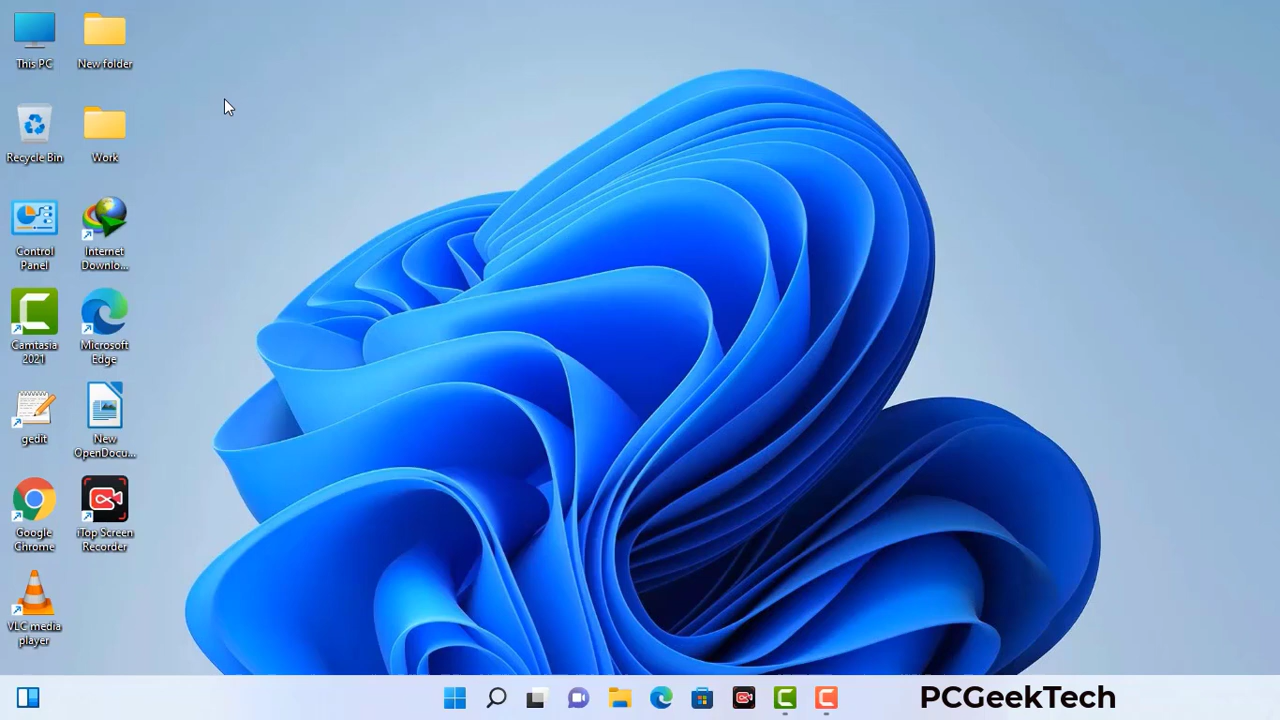 This PC
New folder
Recycle Bin
Work
Control
Panel
Internet
Downlo...
Camtasia
2021
Microsoft
Edge
gedit
New
OpenDocu...
Google
Chrome
iTop Screen
Recorder
VLC media
player
PCGeekTech